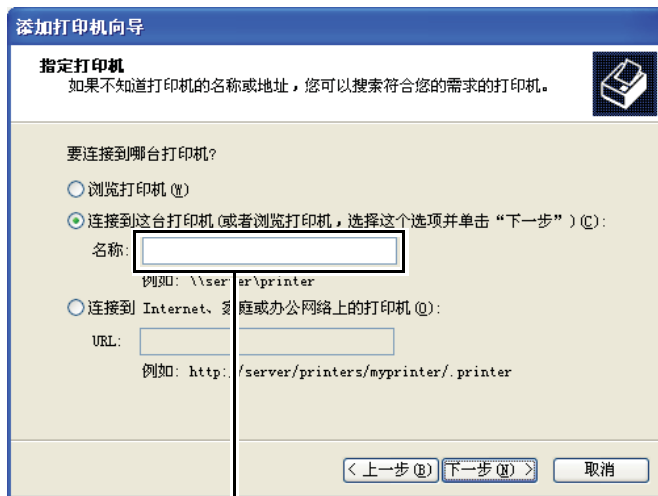 添加打印机向导
指定打印机
如果不知道打印机的名称或地址，您可以搜索符合您的需求的打印机。
要连接到哪台打印机?
浏览打印机(W)
连接到这台打印机(或者浏览打印机，选择这个选项并单击“下一步”)(C):
名称:
例如: \\server\printer
连接到 Internet、家庭或办公网络上的打印机(O):
URL:
例如: http://server/printers/myprinter/.printer
< 上一步(B) 下一步(N) > 取消